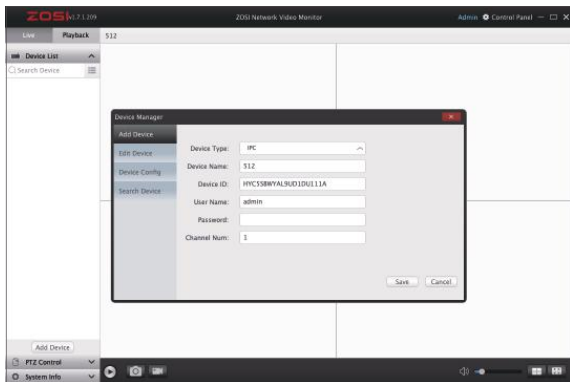 ZOSI v1.7.1.209 ZOSI Network Video Monitor Admin Control Panel
Live Playback 512
Device List
Search Device
Device Manager
Add Device
Edit Device
Device Config
Search Device
Device Type: IPC
Device Name: 512
Device ID: HYC5SBWYAL9UD1DU111A
User Name: admin
Password:
Channel Num: 1
Save Cancel
Add Device
PTZ Control
System Info